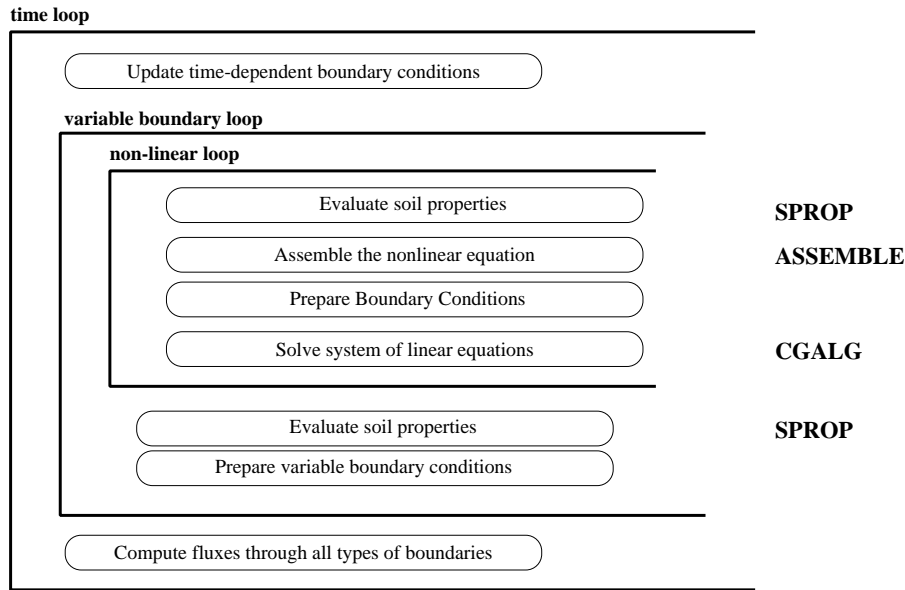 time loop
Update time-dependent boundary conditions
variable boundary loop
non-linear loop
Evaluate soil properties
SPROP
Assemble the nonlinear equation
ASSEMBLE
Prepare Boundary Conditions
Solve system of linear equations
CGALG
Evaluate soil properties
SPROP
Prepare variable boundary conditions
Compute fluxes through all types of boundaries